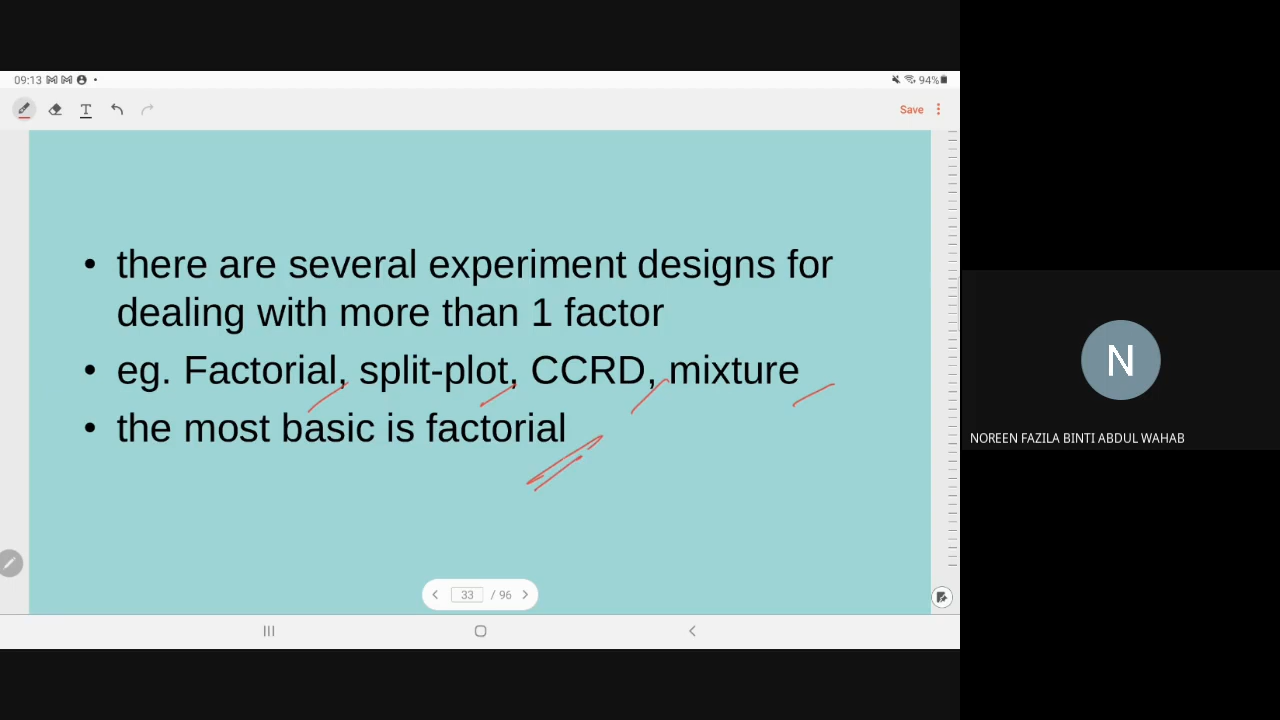 09:13
94%
T
Save
• there are several experiment designs for
dealing with more than 1 factor
• eg. Factorial, split-plot, CCRD, mixture
• the most basic is factorial
33 / 96
N
NOREEN FAZILA BINTI ABDUL WAHAB